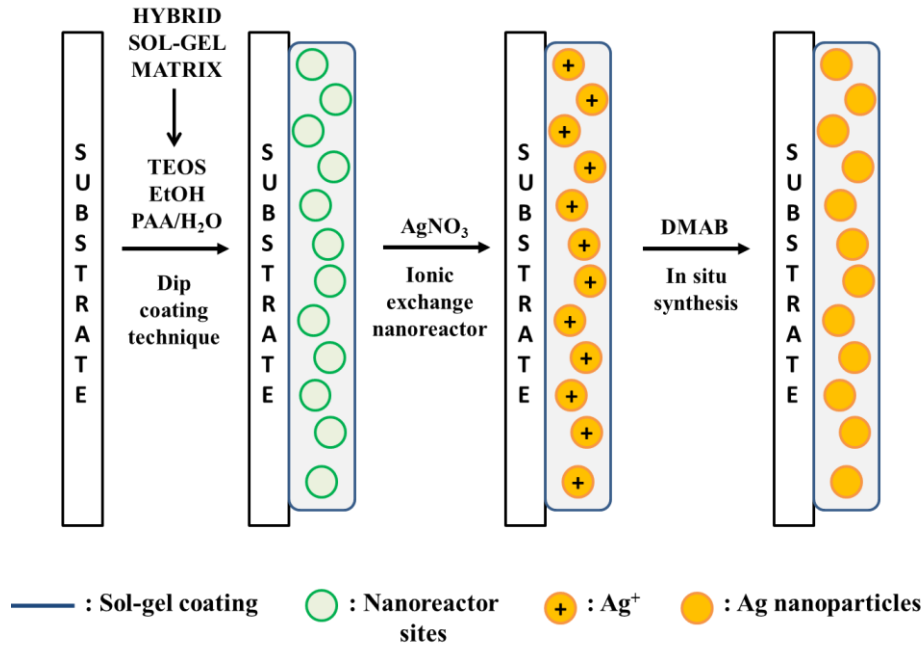 HYBRID
SOL-GEL
MATRIX
TEOS
EtOH
PAA/H₂O
Dip
coating
technique
SUBSTRATE
SUBSTRATE
AgNO₃
Ionic
exchange
nanoreactor
SUBSTRATE
DMAB
In situ
synthesis
SUBSTRATE
+
+
+
+
+
+
+
+
+
+
+
+
: Sol-gel coating
: Nanoreactor
sites
+
: Ag⁺
: Ag nanoparticles